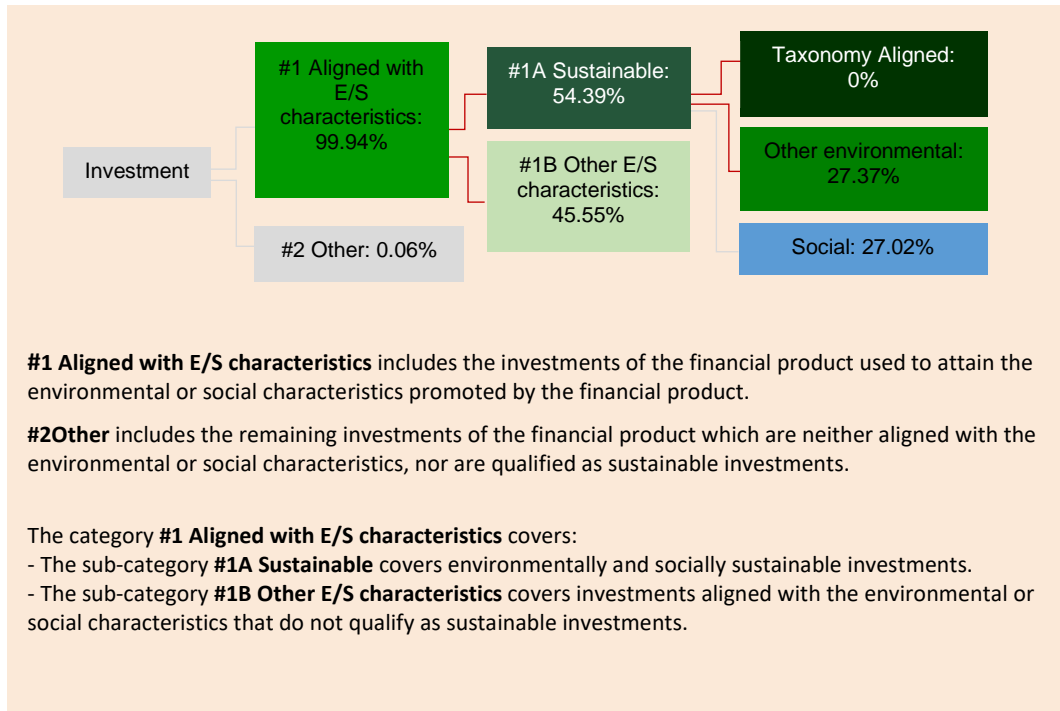 Investment
#1 Aligned with
E/S
characteristics:
99.94%
#2 Other: 0.06%
#1A Sustainable:
54.39%
#1B Other E/S
characteristics:
45.55%
Taxonomy Aligned:
0%
Other environmental:
27.37%
Social: 27.02%
#1 Aligned with E/S characteristics includes the investments of the financial product used to attain the
environmental or social characteristics promoted by the financial product.
#2Other includes the remaining investments of the financial product which are neither aligned with the
environmental or social characteristics, nor are qualified as sustainable investments.
The category #1 Aligned with E/S characteristics covers:
- The sub-category #1A Sustainable covers environmentally and socially sustainable investments.
- The sub-category #1B Other E/S characteristics covers investments aligned with the environmental or
social characteristics that do not qualify as sustainable investments.